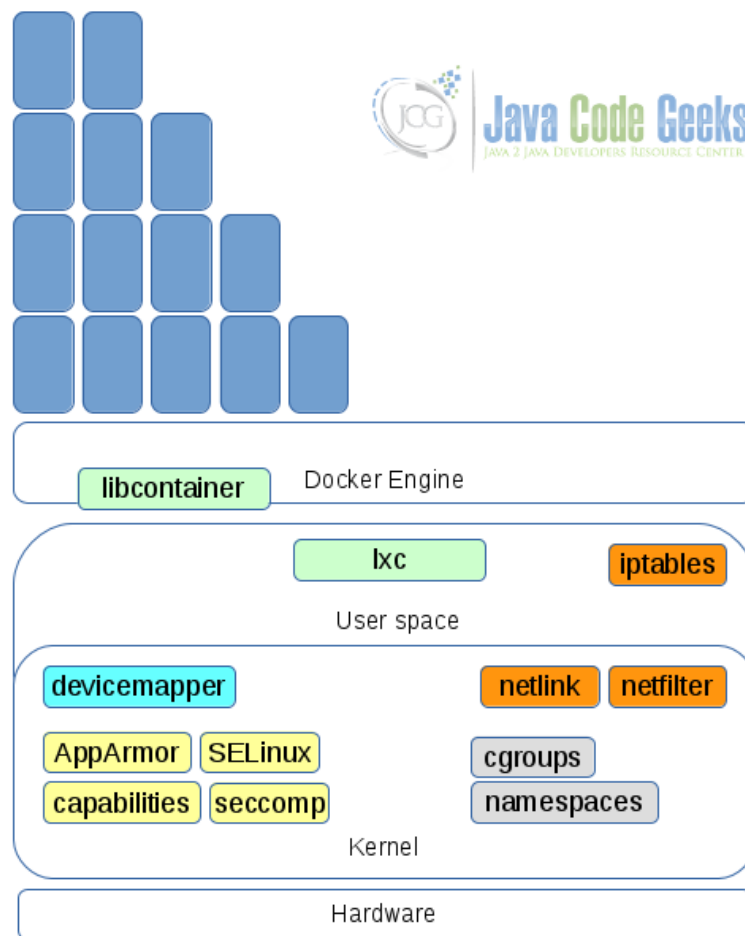 JCG
Java Code Geeks
JAVA 2 JAVA DEVELOPERS RESOURCE CENTER
libcontainer
Docker Engine
lxc
iptables
User space
devicemapper
netlink
netfilter
AppArmor
SELinux
cgroups
capabilities
seccomp
namespaces
Kernel
Hardware